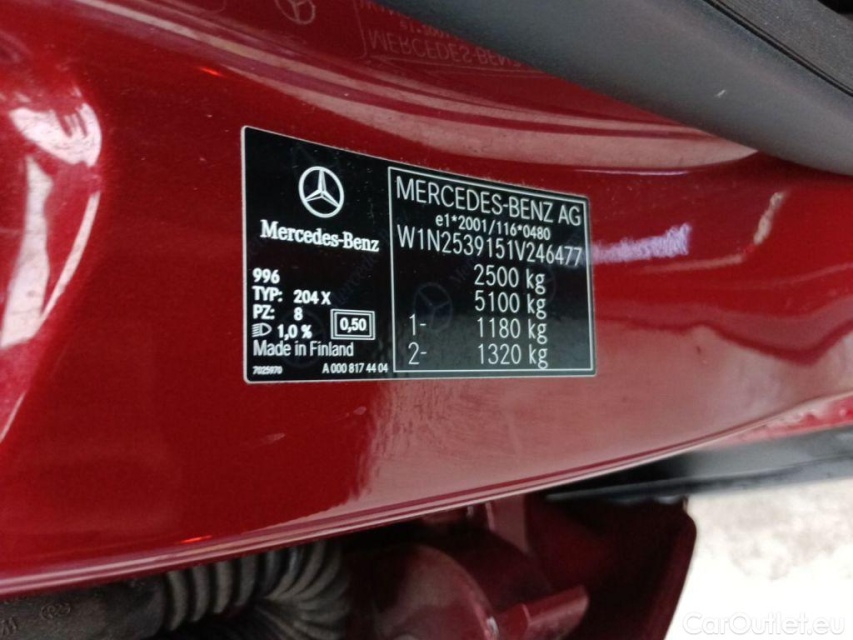 Mercedes-Benz
996
TYP: 204 X
PZ: 8
1,0 % 0,50
Made in Finland
7025970 A 000 817 44 04
MERCEDES-BENZ AG
e1*2001/116*0480
W1N2539151V246477
2500 kg
5100 kg
1- 1180 kg
2- 1320 kg
MERCEDES-BENZ
CarOutlet.eu